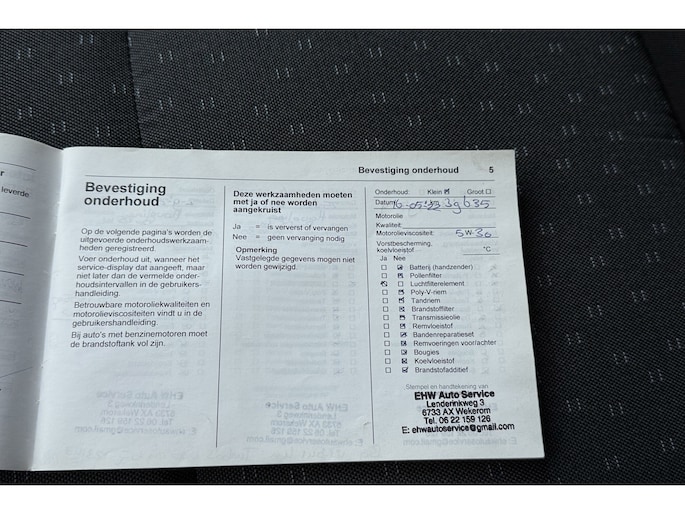 r
leverde
Bevestiging onderhoud 5
Bevestiging
onderhoud
Op de volgende pagina's worden de
uitgevoerde onderhoudswerkzaam-
heden geregistreerd.
Voer onderhoud uit, wanneer het
service-display dat aangeeft, maar
niet later dan de vermelde onder-
houdsintervallen in de gebruikers-
handleiding.
Betrouwbare motoroliekwaliteiten en
motorolieviscositeiten vindt u in de
gebruikershandleiding.
Bij auto's met benzinemotoren moet
de brandstoftank vol zijn.
Deze werkzaamheden moeten
met ja of nee worden
aangekruist
Ja = is ververst of vervangen
Nee = geen vervanging nodig
Opmerking
Vastgelegde gegevens mogen niet
worden gewijzigd.
Onderhoud: Klein Groot
Datum: 16-05-23
Motorolie
Kwaliteit:
Motorolieviscositeit: 5W-30
Vorstbescherming,
koelvloeistof °C
Ja Nee
Batterij (handzender)
Pollenfilter
Luchtfilterelement
Poly-V-riem
Tandriem
Brandstoffilter
Transmissieolie
Remvloeistof
Bandenreparatieset
Remvoeringen voor/achter
Bougies
Koelvloeistof
Brandstofadditief
Stempel en handtekening van
EHW Auto Service
Lenderinkweg 3
6733 AX Wekerom
Tel. 06 22 159 126
E: ehwautoservice@gmail.com